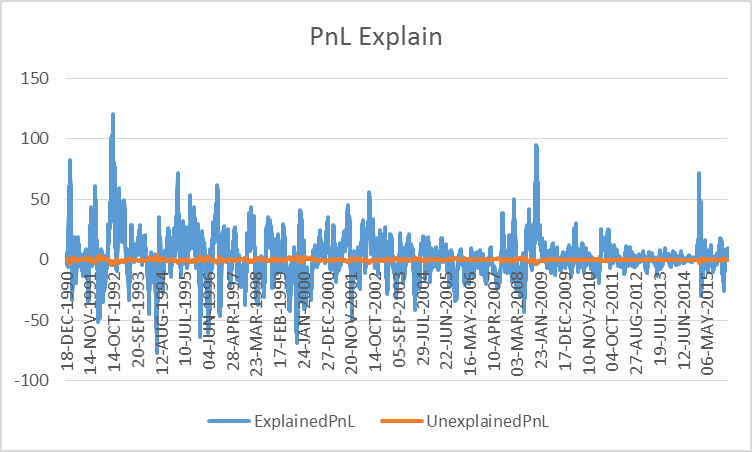 PnL Explain
150
100
50
0
-50
-100
18-DEC-1990
14-NOV-1991
14-OCT-1992
20-SEP-1993
12-AUG-1994
10-JUL-1995
04-JUN-1996
28-APR-1997
23-MAR-1998
17-FEB-1999
24-JAN-2000
27-DEC-2000
20-NOV-2001
14-OCT-2002
05-SEP-2003
29-JUL-2004
22-JUN-2005
16-MAY-2006
10-APR-2007
03-MAR-2008
23-JAN-2009
17-DEC-2009
10-NOV-2010
04-OCT-2011
27-AUG-2012
19-JUL-2013
12-JUN-2014
06-MAY-2015
ExplainedPnL
UnexplainedPnL